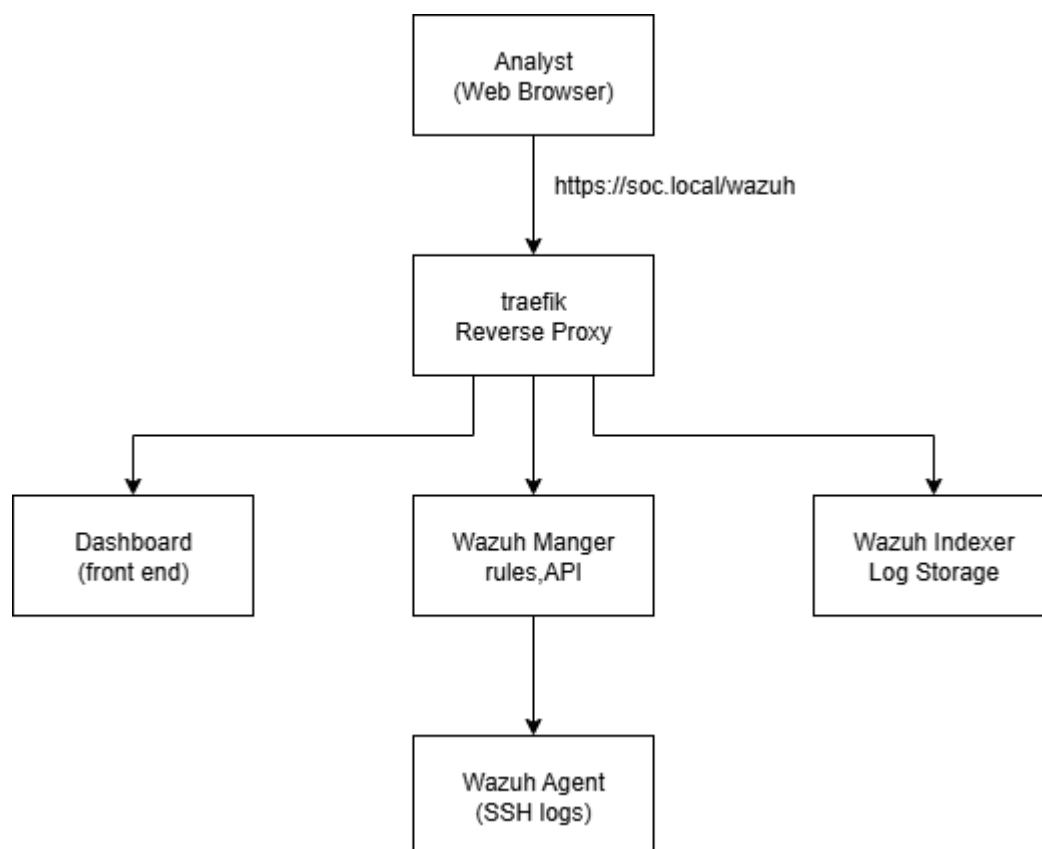 Analyst
(Web Browser)
https://soc.local/wazuh
traefik
Reverse Proxy
Dashboard
(front end)
Wazuh Manger
rules,API
Wazuh Indexer
Log Storage
Wazuh Agent
(SSH logs)